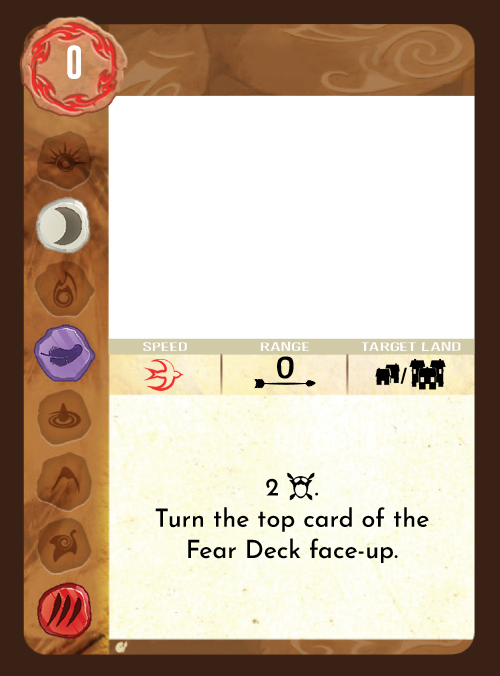 0
SPEED RANGE TARGET LAND
0
/
2 .
Turn the top card of the
Fear Deck face-up.